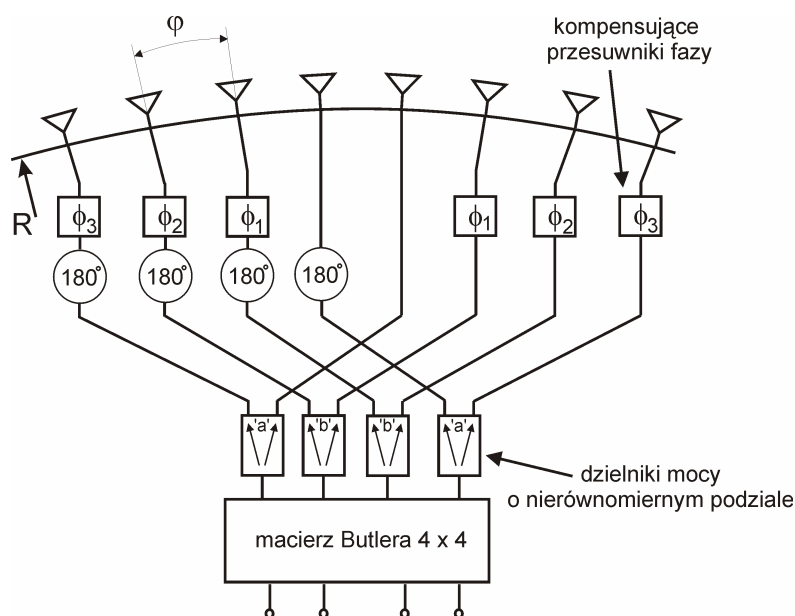 φ
kompensujące
przesuwniki fazy
R
ϕ3 ϕ2 ϕ1 ϕ1 ϕ2 ϕ3
180° 180° 180° 180°
'a' 'b' 'b' 'a'
dzielniki mocy
o nierównomiernym podziale
macierz Butlera 4 x 4